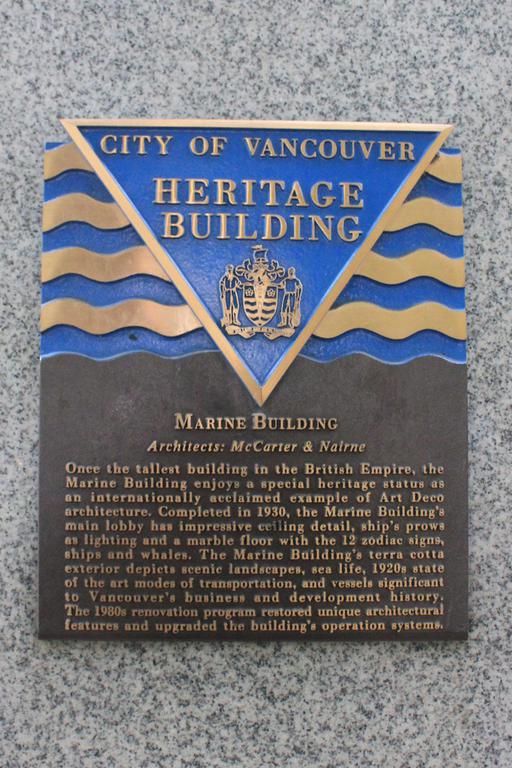 CITY OF VANCOUVER
HERITAGE
BUILDING
MARINE BUILDING
Architects: McCarter & Nairne
Once the tallest building in the British Empire, the
Marine Building enjoys a special heritage status as
an internationally acclaimed example of Art Deco
architecture. Completed in 1930, the Marine Building's
main lobby has impressive ceiling detail, ship's prows
as lighting and a marble floor with the 12 zodiac signs,
ships and whales. The Marine Building's terra cotta
exterior depicts scenic landscapes, sea life, 1920s state
of the art modes of transportation, and vessels significant
to Vancouver's business and development history.
The 1980s renovation program restored unique architectural
features and upgraded the building's operation systems.